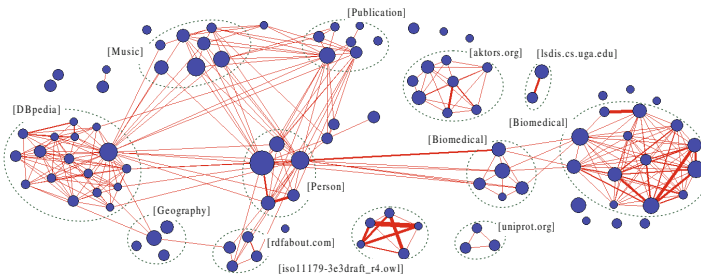 [Publication]
[Music]
[aktors.org]
[lsdis.cs.uga.edu]
[DBpedia]
[Biomedical]
[Biomedical]
[Person]
[Geography]
[rdfabout.com]
[uniprot.org]
[iso11179-3e3draft_r4.owl]